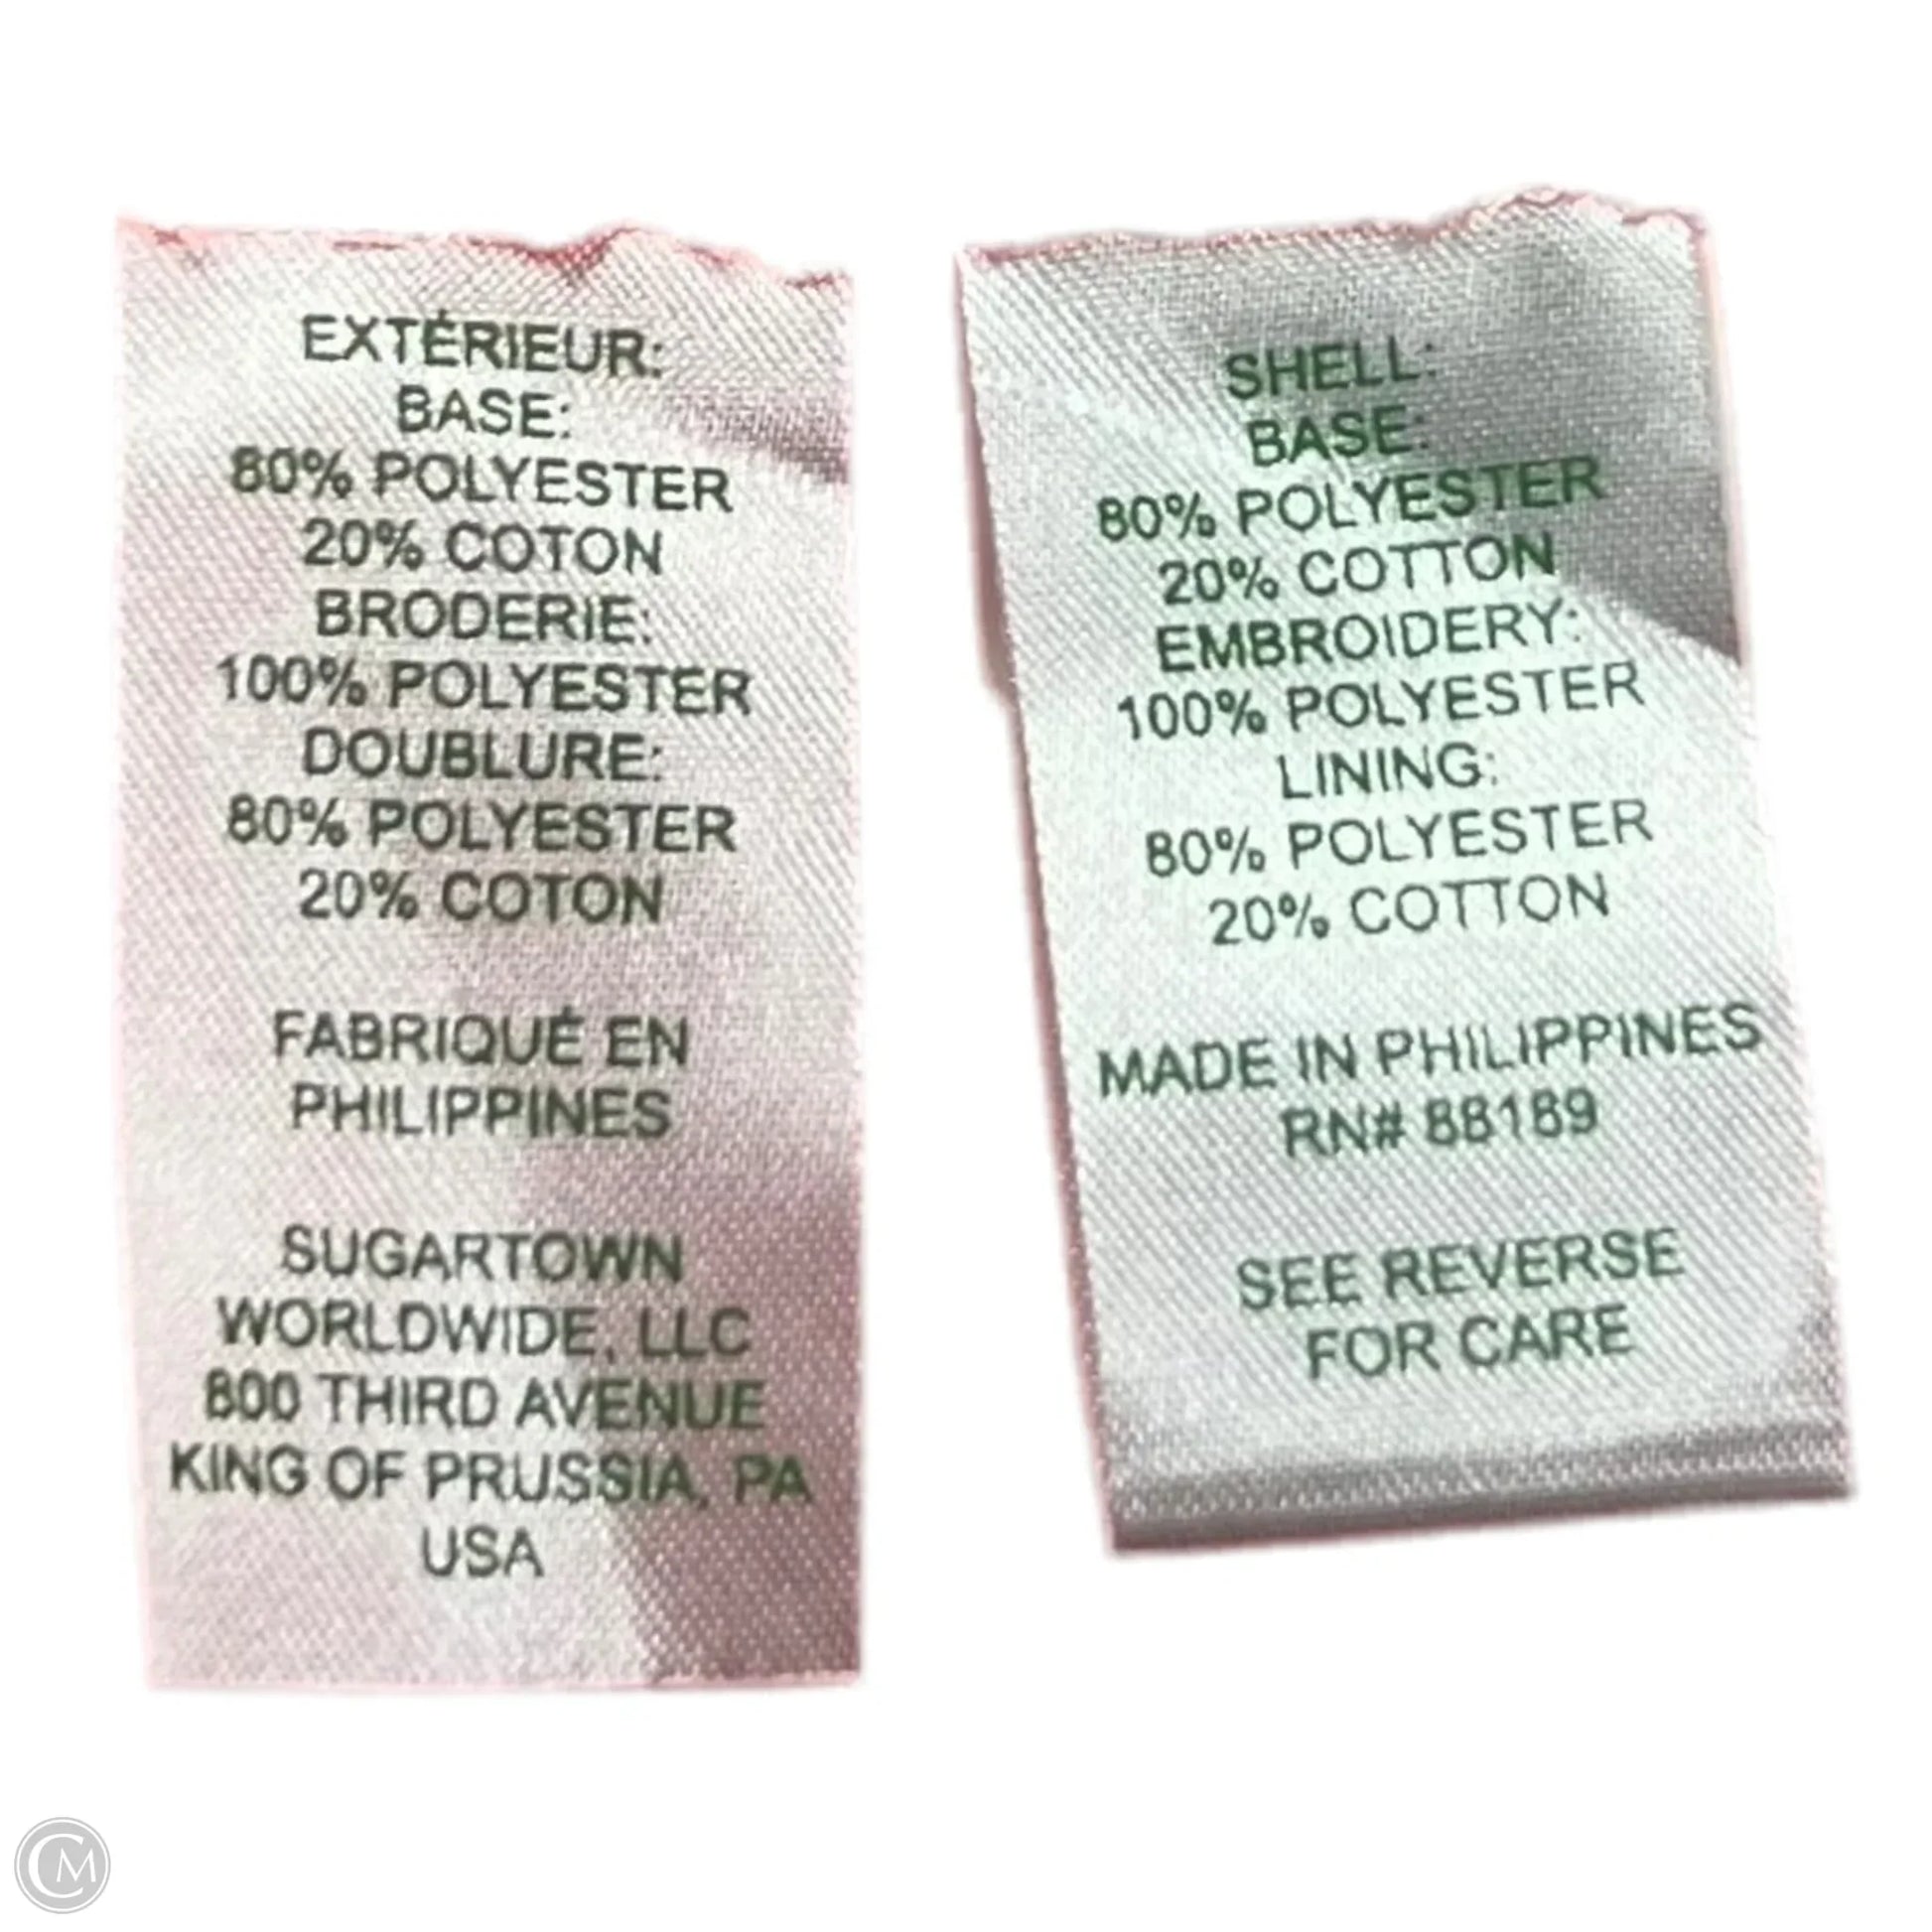 EXTÉRIEUR:
BASE:
80% POLYESTER
20% COTON
BRODERIE:
100% POLYESTER
DOUBLURE:
80% POLYESTER
20% COTON
FABRIQUÉ EN
PHILIPPINES
SUGARTOWN
WORLDWIDE, LLC
800 THIRD AVENUE
KING OF PRUSSIA, PA
USA
SHELL:
BASE:
80% POLYESTER
20% COTTON
EMBROIDERY:
100% POLYESTER
LINING:
80% POLYESTER
20% COTTON
MADE IN PHILIPPINES
RN# 88189
SEE REVERSE
FOR CARE
CM